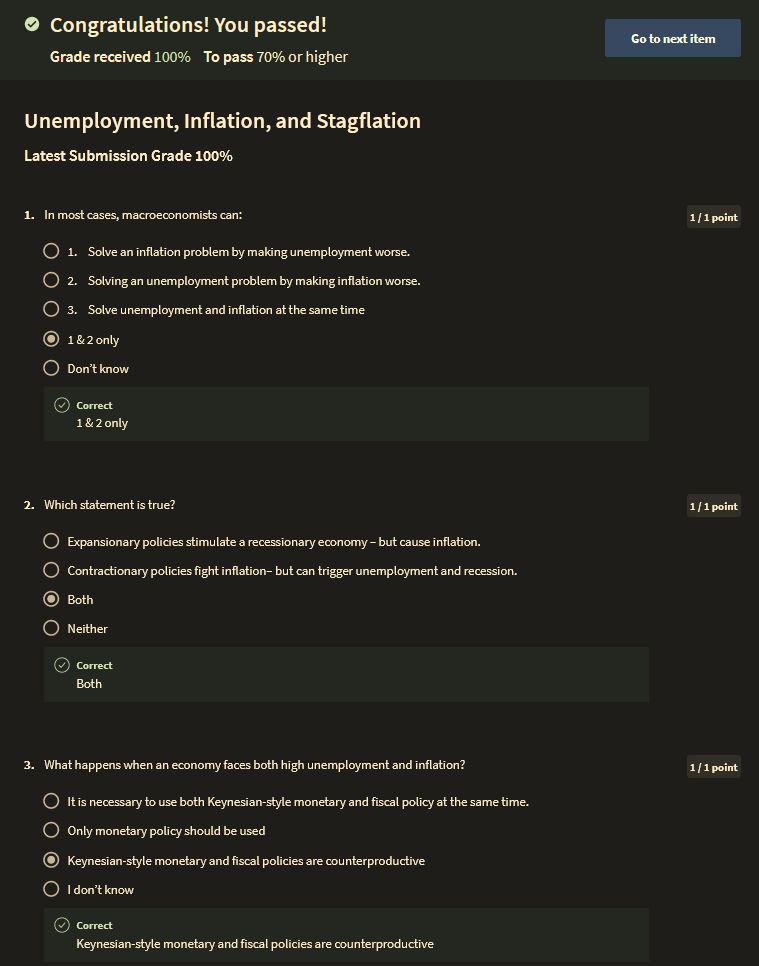 Congratulations! You passed!
Grade received 100% To pass 70% or higher
Go to next item
Unemployment, Inflation, and Stagflation
Latest Submission Grade 100%
1. In most cases, macroeconomists can:
1 / 1 point
1. Solve an inflation problem by making unemployment worse.
2. Solving an unemployment problem by making inflation worse.
3. Solve unemployment and inflation at the same time
1 & 2 only
Don't know
Correct
1 & 2 only
2. Which statement is true?
1 / 1 point
Expansionary policies stimulate a recessionary economy – but cause inflation.
Contractionary policies fight inflation– but can trigger unemployment and recession.
Both
Neither
Correct
Both
3. What happens when an economy faces both high unemployment and inflation?
1 / 1 point
It is necessary to use both Keynesian-style monetary and fiscal policy at the same time.
Only monetary policy should be used
Keynesian-style monetary and fiscal policies are counterproductive
I don't know
Correct
Keynesian-style monetary and fiscal policies are counterproductive